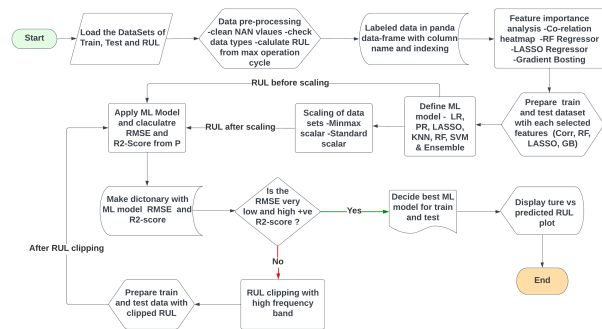 Start
Load the DataSets of
Train, Test and RUL
Data pre-processing
-clean NAN vlaues -check
data types -calulate RUL
from max operation
cycle
Labeled data in panda
data-frame with column
name and indexing
Feature importance
analysis -Co-relation
heatmap -RF Regressor
-LASSO Regressor
-Gradient Bosting
RUL before scaling
Apply ML Model
and claculatre
RMSE and
R2-Score from P
RUL after scaling
Scaling of data
sets -Minmax
scalar -Standard
scalar
Define ML
model - LR,
PR, LASSO,
KNN, RF, SVM
& Ensemble
Prepare train
and test dataset
wtih each selected
features (Corr, RF,
LASSO, GB)
Make dictonary with
ML model RMSE and
R2-score
Is the
RMSE very
low and high +ve
R2-score ?
Yes
Decide best ML
model for train
and test
Display ture vs
predicted RUL
plot
After RUL clipping
No
End
Prepare train
and test data with
clipped RUL
RUL clipping with
high frequency
band